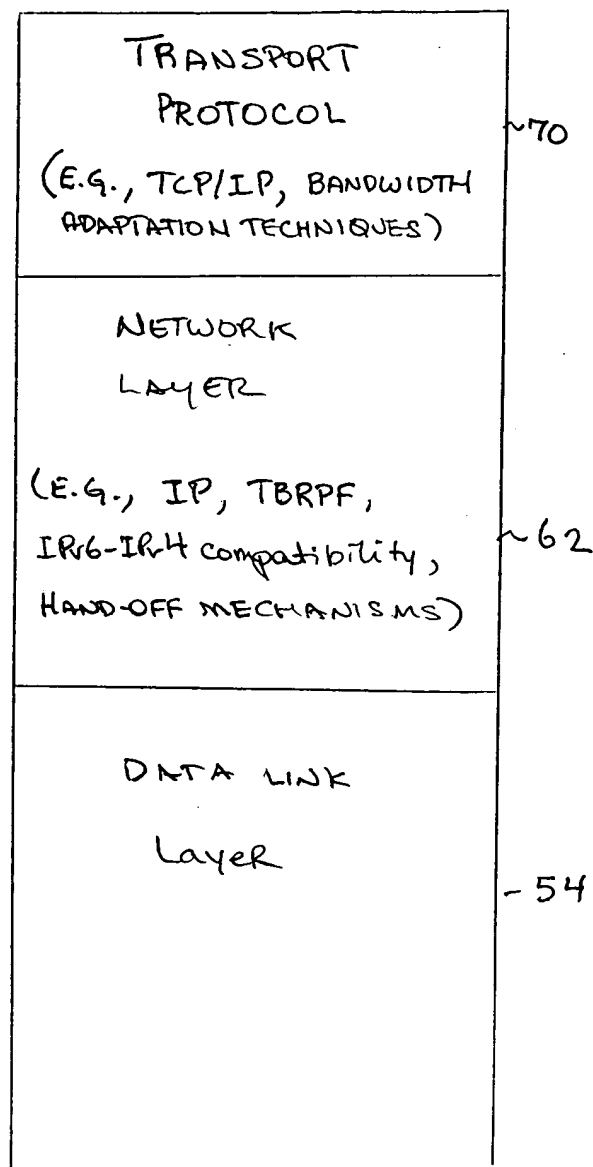 TRANSPORT
PROTOCOL
~70
(E.G., TCP/IP, BANDWIDTH
ADAPTATION TECHNIQUES)
NETWORK
LAYER
(E.G., IP, TBRPF,
IPv6-IPv4 compatibility,
~62
HAND-OFF MECHANISMS)
DATA LINK
LayeR
- 54